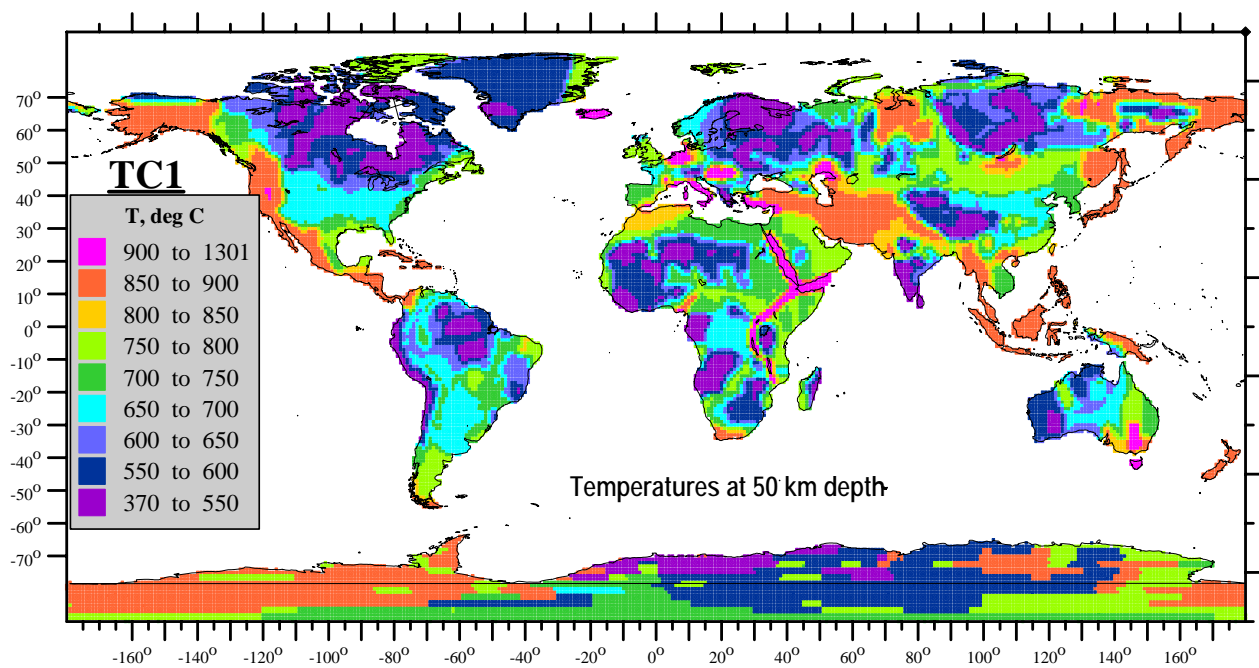 70°
60°
50°
40°
30°
20°
10°
0°
-10°
-20°
-30°
-40°
-50°
-60°
-70°
TC1
T, deg C
900 to 1301
850 to 900
800 to 850
750 to 800
700 to 750
650 to 700
600 to 650
550 to 600
370 to 550
Temperatures at 50 km depth
-160° -140° -120° -100° -80° -60° -40° -20° 0° 20° 40° 60° 80° 100° 120° 140° 160°